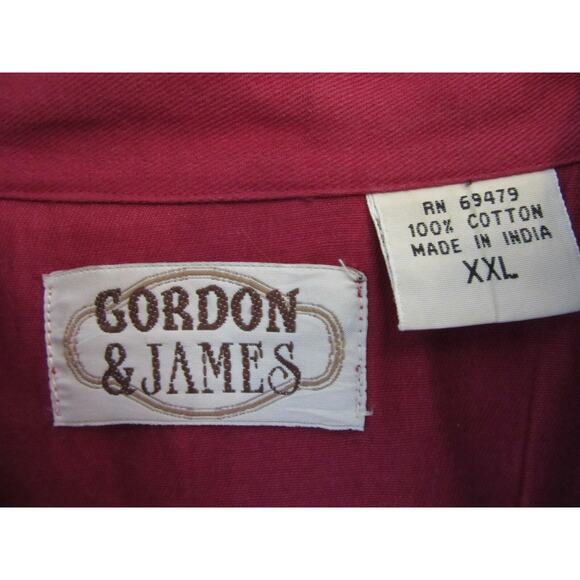 GORDON
& JAMES
RN 69479
100% COTTON
MADE IN INDIA
XXL